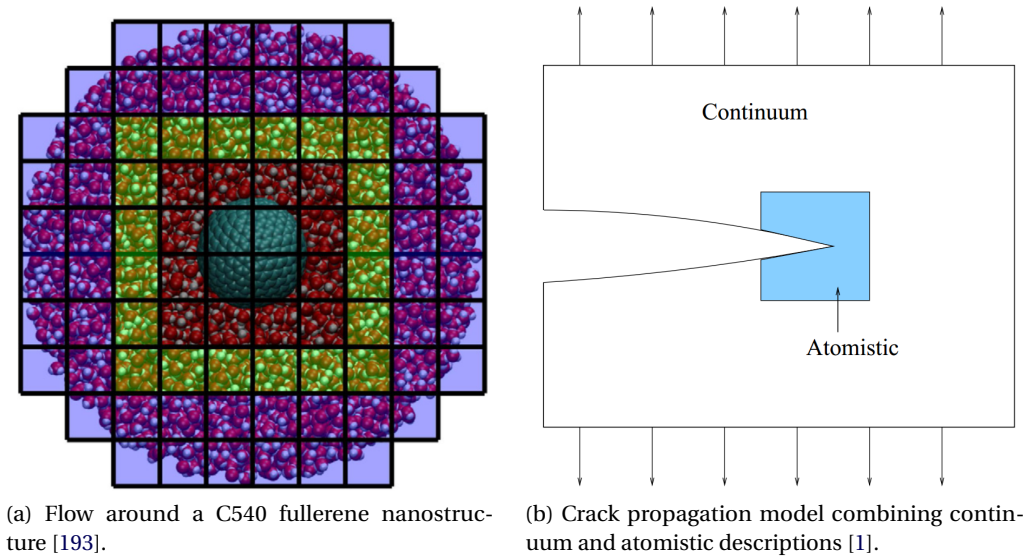 Continuum
Atomistic
(a) Flow around a C540 fullerene nanostruc-
ture [193].
(b) Crack propagation model combining contin-
uum and atomistic descriptions [1].